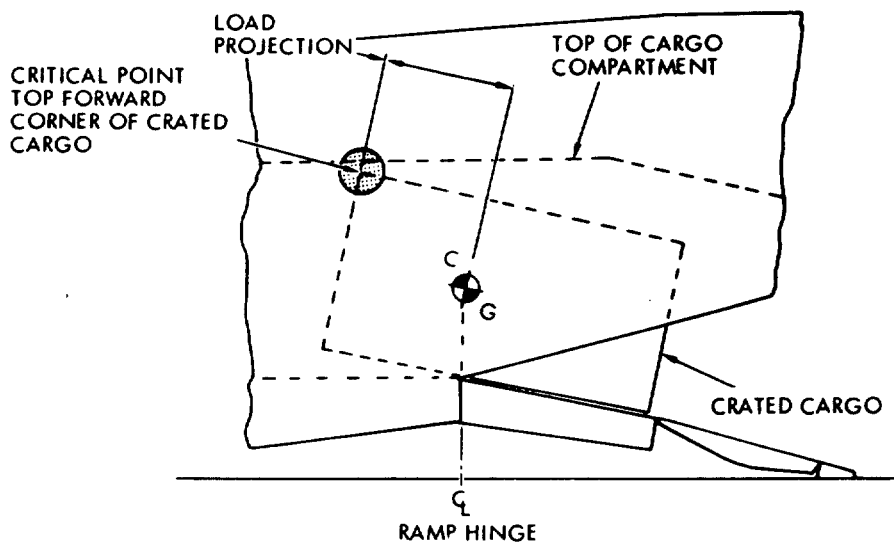 LOAD
PROJECTION
TOP OF CARGO
COMPARTMENT
CRITICAL POINT
TOP FORWARD
CORNER OF CRATED
CARGO
C
G
CRATED CARGO
℄
RAMP HINGE